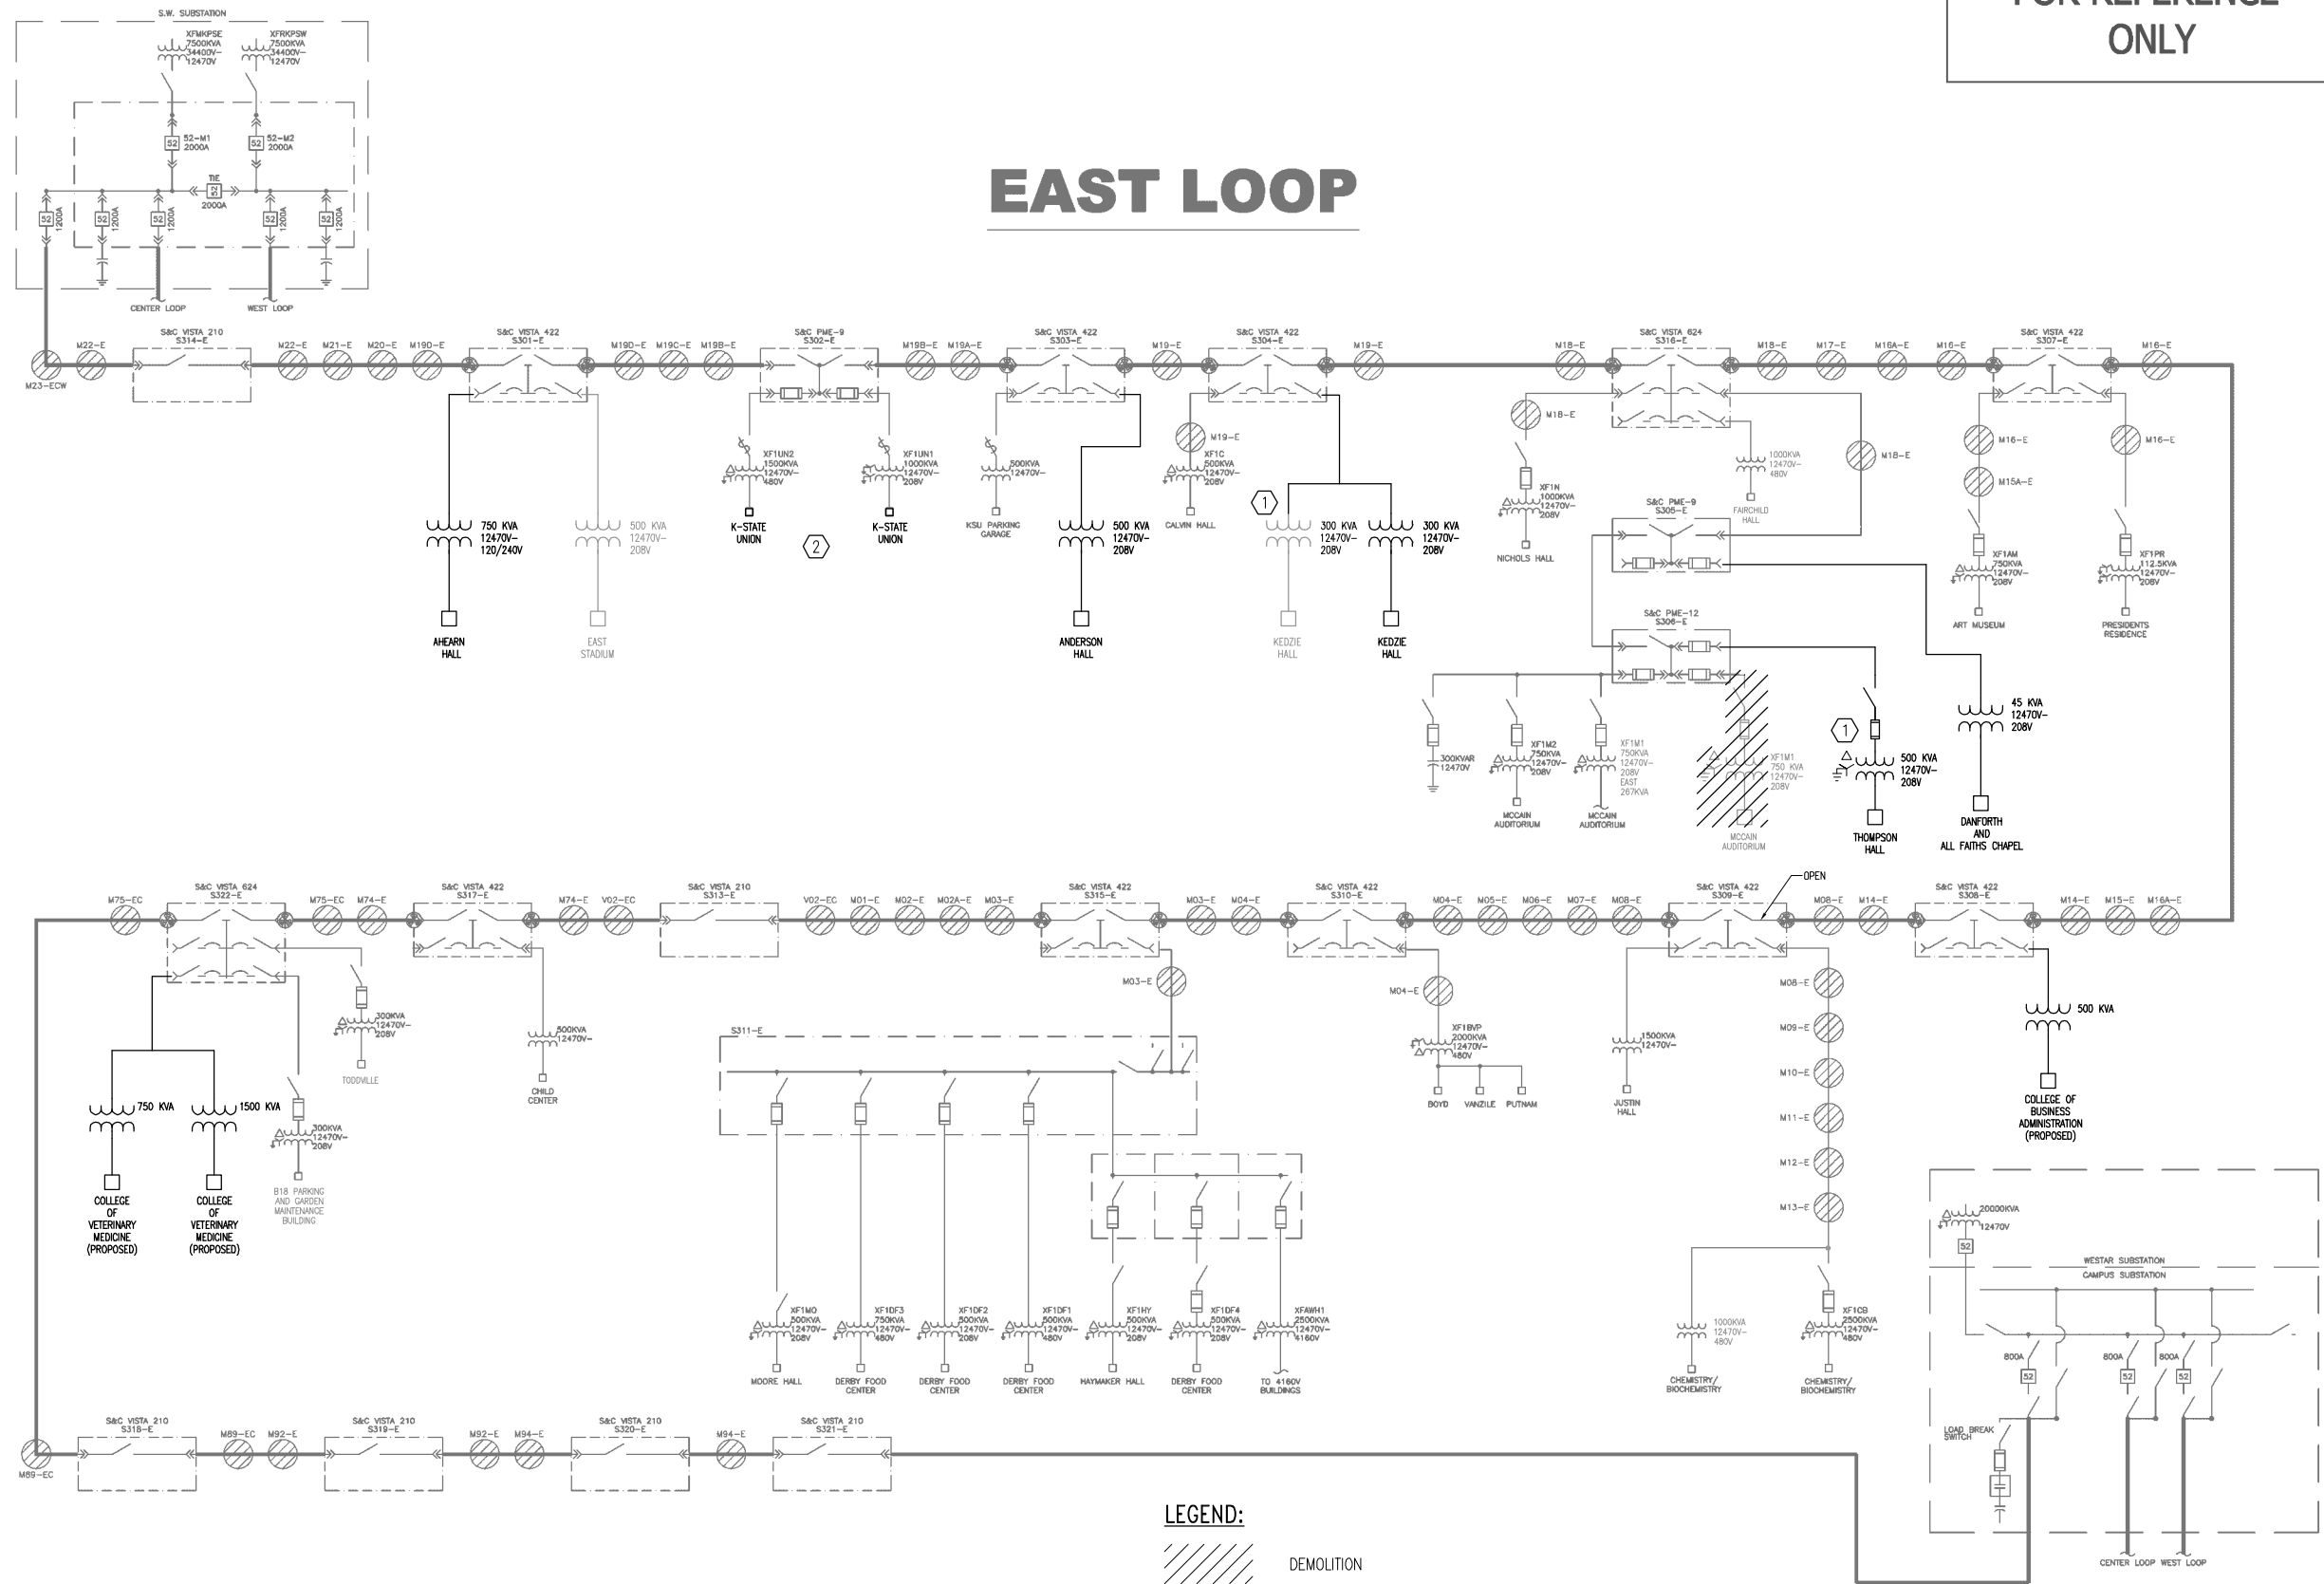 FOR REFERENCE
ONLY
EAST LOOP
S.W. SUBSTATION
XFMKPSE
7500KVA
34400V-
12470V
XFRKPSW
7500KVA
34400V-
12470V
52
52-M1
2000A
52
52-M2
2000A
TIE
52
2000A
52
1200A
52
1200A
52
1200A
52
1200A
52
1200A
CENTER LOOP
WEST LOOP
M23-ECW
M22-E
S&C VISTA 210
S314-E
M22-E
M21-E
M20-E
M19D-E
S&C VISTA 422
S301-E
M19D-E
M19C-E
M19B-E
S&C PME-9
S302-E
M19B-E
M19A-E
S&C VISTA 422
S303-E
M19-E
S&C VISTA 422
S304-E
M19-E
M18-E
S&C VISTA 624
S316-E
M18-E
M17-E
M16A-E
M16-E
S&C VISTA 422
S307-E
M16-E
750 KVA
12470V-
120/240V
AHEARN
HALL
500 KVA
12470V-
208V
EAST
STADIUM
XF1UN2
1500KVA
12470V-
480V
K-STATE
UNION
2
XF1UN1
1000KVA
12470V-
208V
K-STATE
UNION
500KVA
12470V-
KSU PARKING
GARAGE
500 KVA
12470V-
208V
ANDERSON
HALL
M19-E
XF1C
500KVA
12470V-
208V
CALVIN HALL
1
300 KVA
12470V-
208V
KEDZIE
HALL
300 KVA
12470V-
208V
KEDZIE
HALL
M18-E
XF1N
1000KVA
12470V-
208V
NICHOLS HALL
1000KVA
12470V-
480V
FAIRCHILD
HALL
M18-E
S&C PME-9
S305-E
S&C PME-12
S306-E
M16-E
M15A-E
XF1AM
750KVA
12470V-
208V
ART MUSEUM
M16-E
XF1PR
112.5KVA
12470V-
208V
PRESIDENTS
RESIDENCE
300KVAR
12470V
XF1M2
750KVA
12470V-
208V
MCCAIN
AUDITORIUM
XF1M1
750KVA
12470V-
208V
EAST
267KVA
MCCAIN
AUDITORIUM
XF1M1
750 KVA
12470V-
208V
MCCAIN
AUDITORIUM
1
500 KVA
12470V-
208V
THOMPSON
HALL
45 KVA
12470V-
208V
DANFORTH
AND
ALL FAITHS CHAPEL
M75-EC
S&C VISTA 624
S322-E
M75-EC
M74-E
S&C VISTA 422
S317-E
M74-E
V02-EC
S&C VISTA 210
S313-E
V02-EC
M01-E
M02-E
M02A-E
M03-E
S&C VISTA 422
S315-E
M03-E
M04-E
S&C VISTA 422
S310-E
M04-E
M05-E
M06-E
M07-E
M08-E
S&C VISTA 422
S309-E
OPEN
M08-E
M14-E
S&C VISTA 422
S308-E
M14-E
M15-E
M16A-E
750 KVA
COLLEGE
OF
VETERINARY
MEDICINE
(PROPOSED)
1500 KVA
COLLEGE
OF
VETERINARY
MEDICINE
(PROPOSED)
300KVA
12470V-
208V
B18 PARKING
AND GARDEN
MAINTENANCE
BUILDING
300KVA
12470V-
208V
TODDVILLE
500KVA
12470V-
CHILD
CENTER
M03-E
S311-E
XF1MO
500KVA
12470V-
208V
MOORE HALL
XF1DF3
750KVA
12470V-
480V
DERBY FOOD
CENTER
XF1DF2
500KVA
12470V-
208V
DERBY FOOD
CENTER
XF1DF1
500KVA
12470V-
480V
DERBY FOOD
CENTER
XF1HY
500KVA
12470V-
208V
HAYMAKER HALL
XF1DF4
500KVA
12470V-
208V
DERBY FOOD
CENTER
XFAWH1
2500KVA
12470V-
4160V
TO 4160V
BUILDINGS
M04-E
XF1BVP
2000KVA
12470V-
480V
BOYD
VANZILE
PUTNAM
1500KVA
12470V-
JUSTIN
HALL
M08-E
M09-E
M10-E
M11-E
M12-E
M13-E
1000KVA
12470V-
480V
CHEMISTRY/
BIOCHEMISTRY
XF1CB
2500KVA
12470V-
480V
CHEMISTRY/
BIOCHEMISTRY
500 KVA
COLLEGE OF
BUSINESS
ADMINISTRATION
(PROPOSED)
20000KVA
12470V
52
WESTAR SUBSTATION
CAMPUS SUBSTATION
800A
52
800A
52
800A
52
LOAD BREAK
SWITCH
CENTER LOOP
WEST LOOP
M89-EC
S&C VISTA 210
S318-E
M89-EC
M92-E
S&C VISTA 210
S319-E
M92-E
M94-E
S&C VISTA 210
S320-E
M94-E
S&C VISTA 210
S321-E
LEGEND:
DEMOLITION